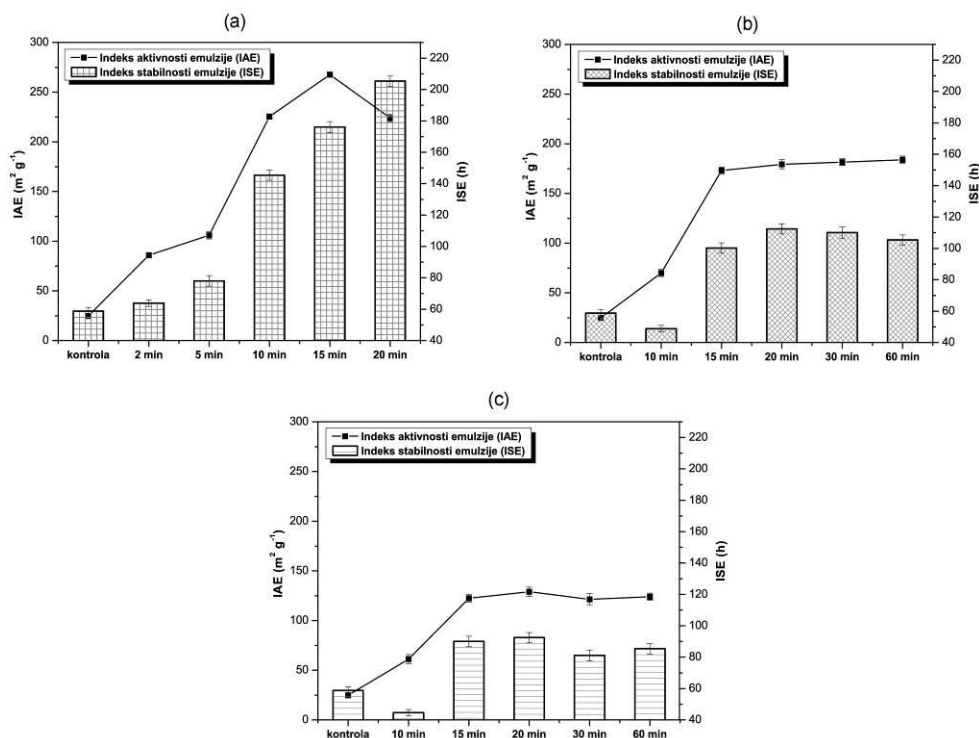 (a)
Indeks aktivnosti emulzije (IAE)
Indeks stabilnosti emulzije (ISE)
IAE (m² g⁻¹)
300
250
200
150
100
50
0
ISE (h)
220
200
180
160
140
120
100
80
60
40
kontrola 2 min 5 min 10 min 15 min 20 min
(b)
Indeks aktivnosti emulzije (IAE)
Indeks stabilnosti emulzije (ISE)
IAE (m² g⁻¹)
300
250
200
150
100
50
0
ISE (h)
220
200
180
160
140
120
100
80
60
40
kontrola 10 min 15 min 20 min 30 min 60 min
(c)
Indeks aktivnosti emulzije (IAE)
Indeks stabilnosti emulzije (ISE)
IAE (m² g⁻¹)
300
250
200
150
100
50
0
ISE (h)
220
200
180
160
140
120
100
80
60
40
kontrola 10 min 15 min 20 min 30 min 60 min